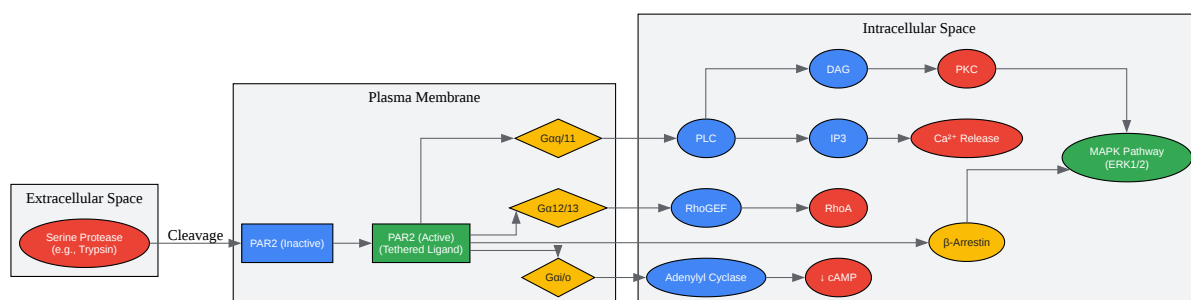 Intracellular Space
DAG
PKC
Plasma Membrane
Gαq/11
PLC
IP3
Ca²⁺ Release
MAPK Pathway
(ERK1/2)
Extracellular Space
Gα12/13
RhoGEF
RhoA
Serine Protease
(e.g., Trypsin)
Cleavage
PAR2 (Inactive)
PAR2 (Active)
(Tethered Ligand)
β-Arrestin
Gαi/o
Adenylyl Cyclase
↓ cAMP